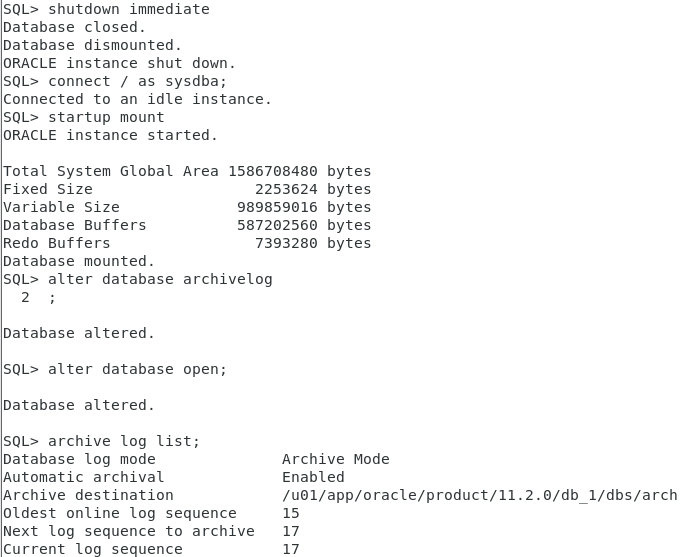 SQL> shutdown immediate
Database closed.
Database dismounted.
ORACLE instance shut down.
SQL> connect / as sysdba;
Connected to an idle instance.
SQL> startup mount
ORACLE instance started.

Total System Global Area 1586708480 bytes
Fixed Size                  2253624 bytes
Variable Size             989859016 bytes
Database Buffers          587202560 bytes
Redo Buffers                7393280 bytes
Database mounted.
SQL> alter database archivelog
  2  ;

Database altered.

SQL> alter database open;

Database altered.

SQL> archive log list;
Database log mode              Archive Mode
Automatic archival             Enabled
Archive destination            /u01/app/oracle/product/11.2.0/db_1/dbs/arch
Oldest online log sequence     15
Next log sequence to archive   17
Current log sequence           17